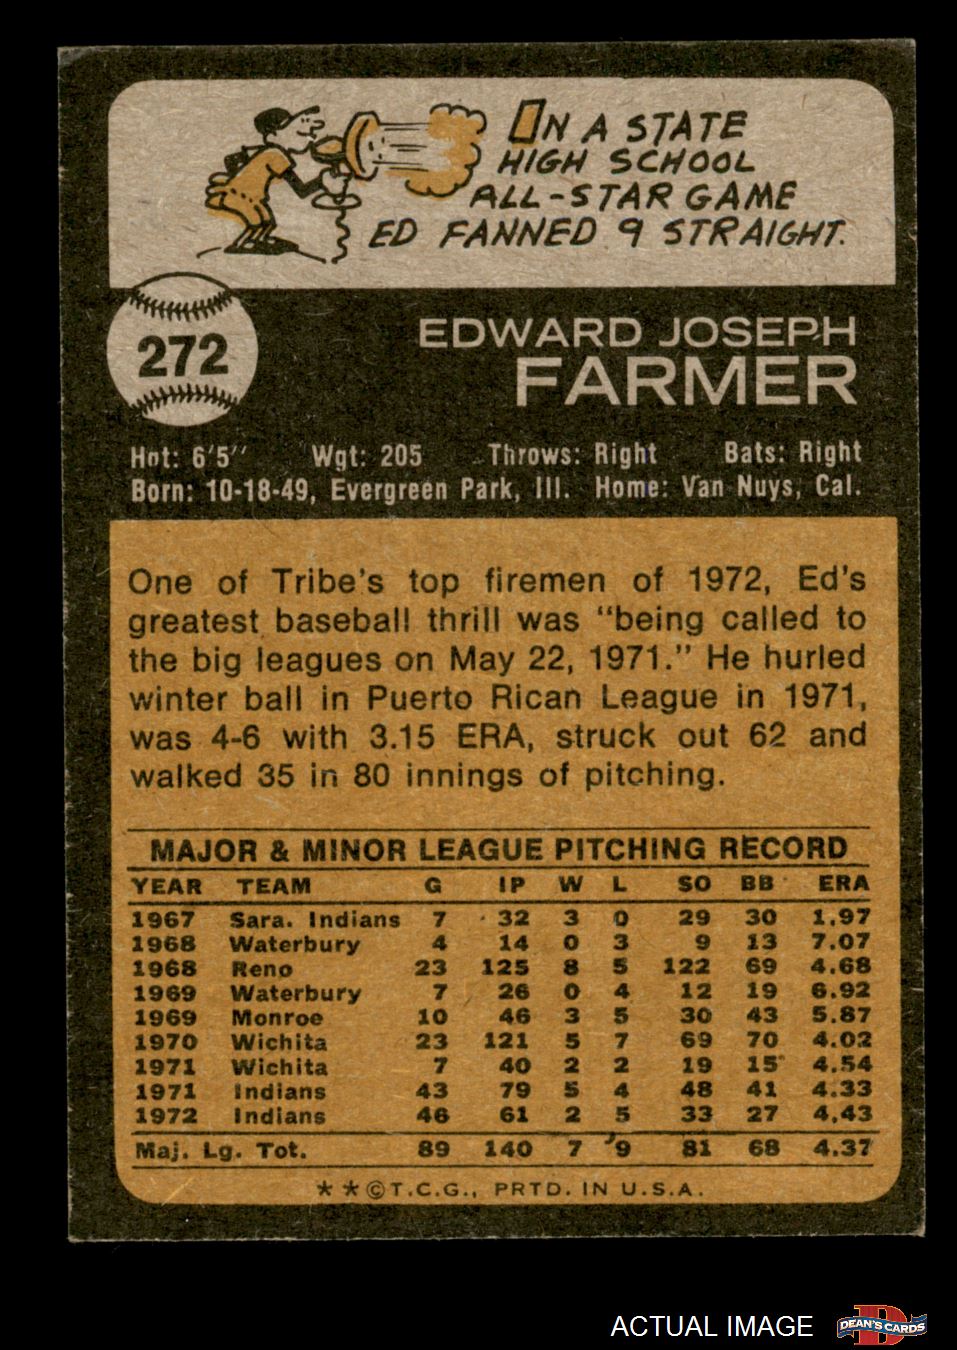 IN A STATE
HIGH SCHOOL
ALL-STAR GAME
ED FANNED 9 STRAIGHT.
272
EDWARD JOSEPH
FARMER
Hgt: 6'5" Wgt: 205 Throws: Right Bats: Right
Born: 10-18-49, Evergreen Park, Ill. Home: Van Nuys, Cal.
One of Tribe's top firemen of 1972, Ed's
greatest baseball thrill was "being called to
the big leagues on May 22, 1971." He hurled
winter ball in Puerto Rican League in 1971,
was 4-6 with 3.15 ERA, struck out 62 and
walked 35 in 80 innings of pitching.
MAJOR & MINOR LEAGUE PITCHING RECORD
YEAR TEAM G IP W L SO BB ERA
1967 Sara. Indians 7 32 3 0 29 30 1.97
1968 Waterbury 4 14 0 3 9 13 7.07
1968 Reno 23 125 8 5 122 69 4.68
1969 Waterbury 7 26 0 4 12 19 6.92
1969 Monroe 10 46 3 5 30 43 5.87
1970 Wichita 23 121 5 7 69 70 4.02
1971 Wichita 7 40 2 2 19 15 4.54
1971 Indians 43 79 5 4 48 41 4.33
1972 Indians 46 61 2 5 33 27 4.43
Maj. Lg. Tot. 89 140 7 9 81 68 4.37
* * © T.C.G., PRTD. IN U.S.A.
ACTUAL IMAGE
D
DEAN'S CARDS